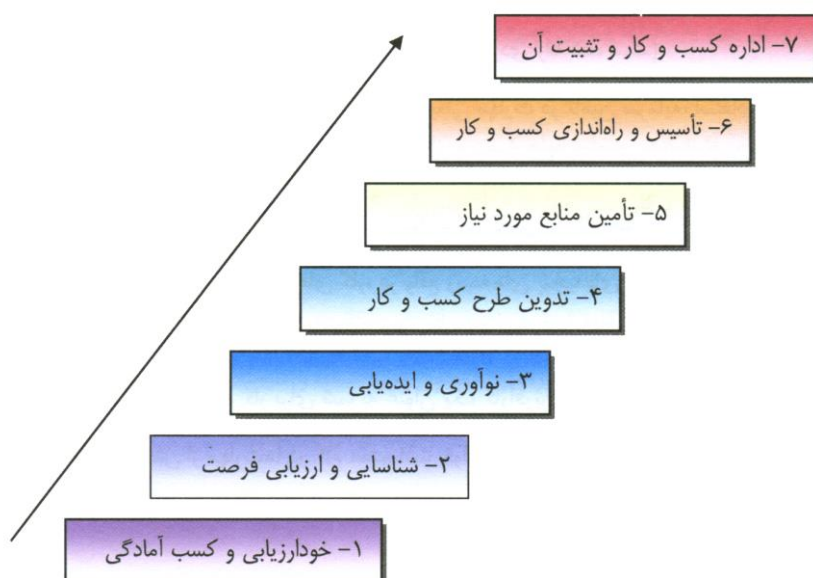 ۷- اداره کسب و کار و تثبیت آن
۶- تأسیس و راه‌اندازی کسب و کار
۵- تأمین منابع مورد نیاز
۴- تدوین طرح کسب و کار
۳- نوآوری و ایده‌یابی
۲- شناسایی و ارزیابی فرصت
۱- خودارزیابی و کسب آمادگی